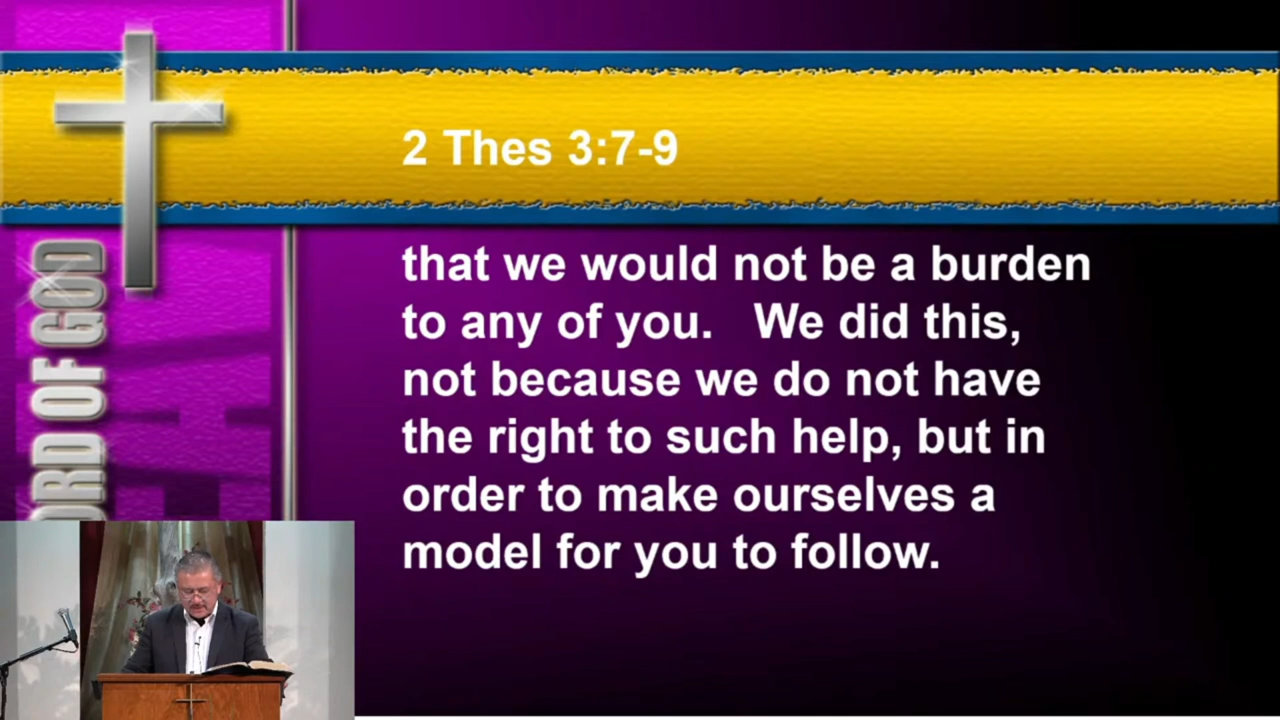 2 Thes 3:7-9
that we would not be a burden
to any of you.   We did this,
not because we do not have
the right to such help, but in
order to make ourselves a
model for you to follow.
ORD OF GOD